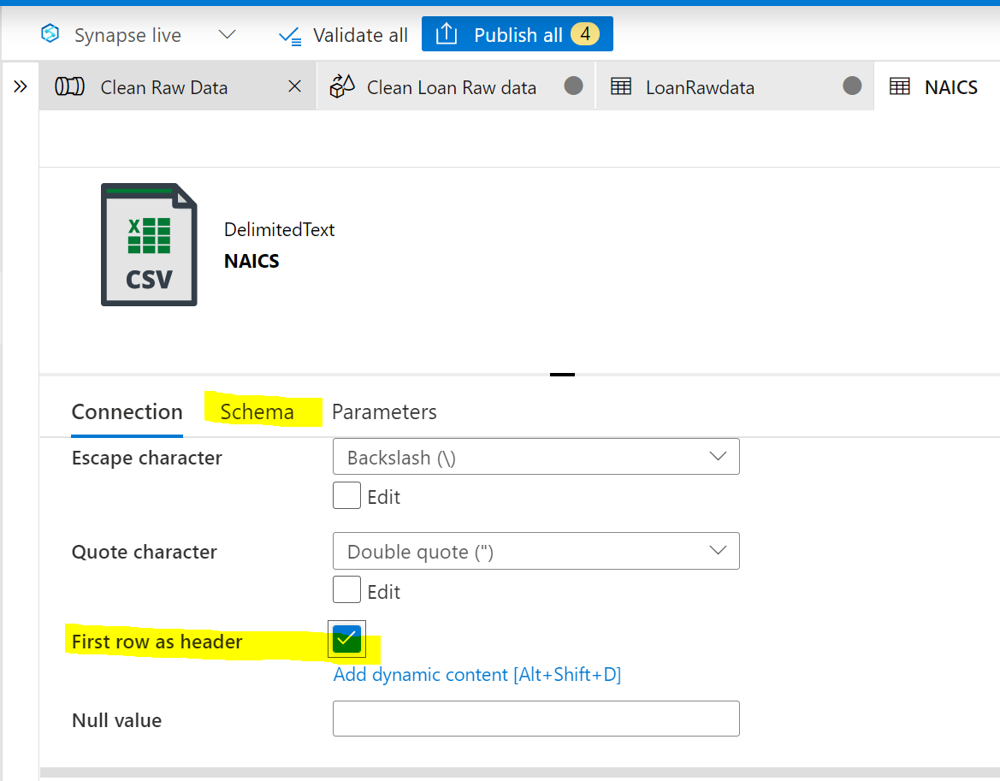 Synapse live
Validate all
Publish all 4
Clean Raw Data
Clean Loan Raw data
LoanRawdata
NAICS
X
CSV
DelimitedText
NAICS
Connection
Schema
Parameters
Escape character
Backslash (\)
Edit
Quote character
Double quote (")
Edit
First row as header
Add dynamic content [Alt+Shift+D]
Null value